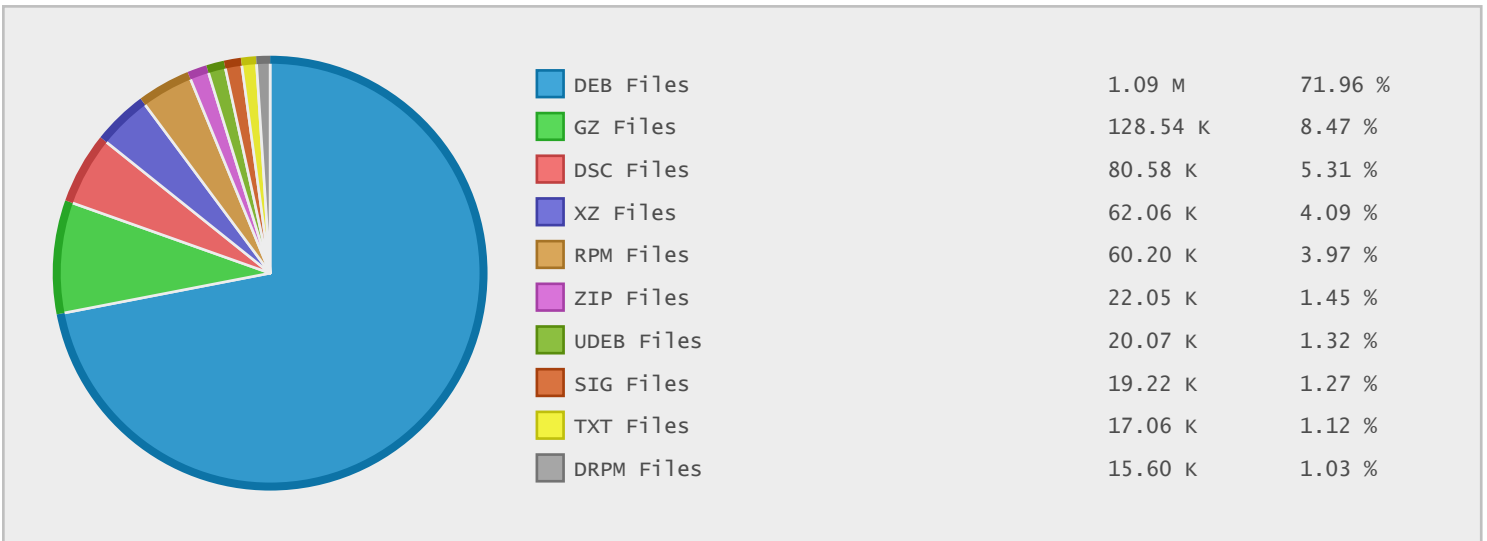 DEB Files 1.09 M 71.96 %
GZ Files 128.54 K 8.47 %
DSC Files 80.58 K 5.31 %
XZ Files 62.06 K 4.09 %
RPM Files 60.20 K 3.97 %
ZIP Files 22.05 K 1.45 %
UDEB Files 20.07 K 1.32 %
SIG Files 19.22 K 1.27 %
TXT Files 17.06 K 1.12 %
DRPM Files 15.60 K 1.03 %